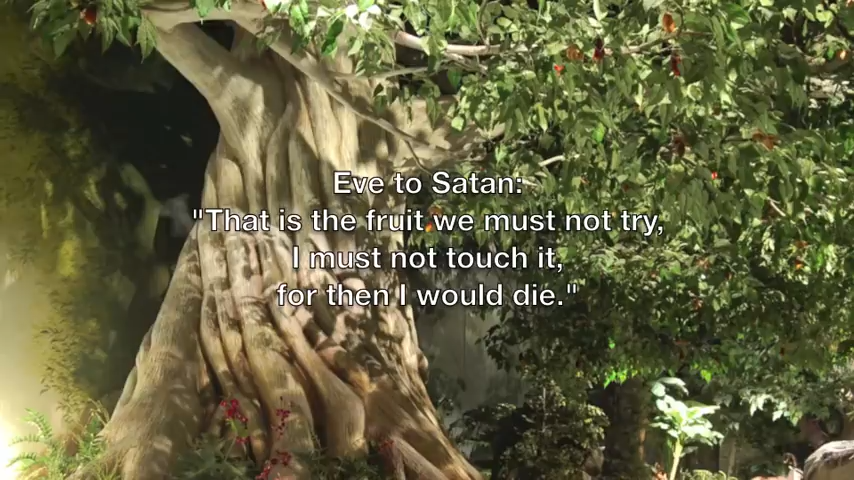 Eve to Satan:
"That is the fruit we must not try,
I must not touch it,
for then I would die."